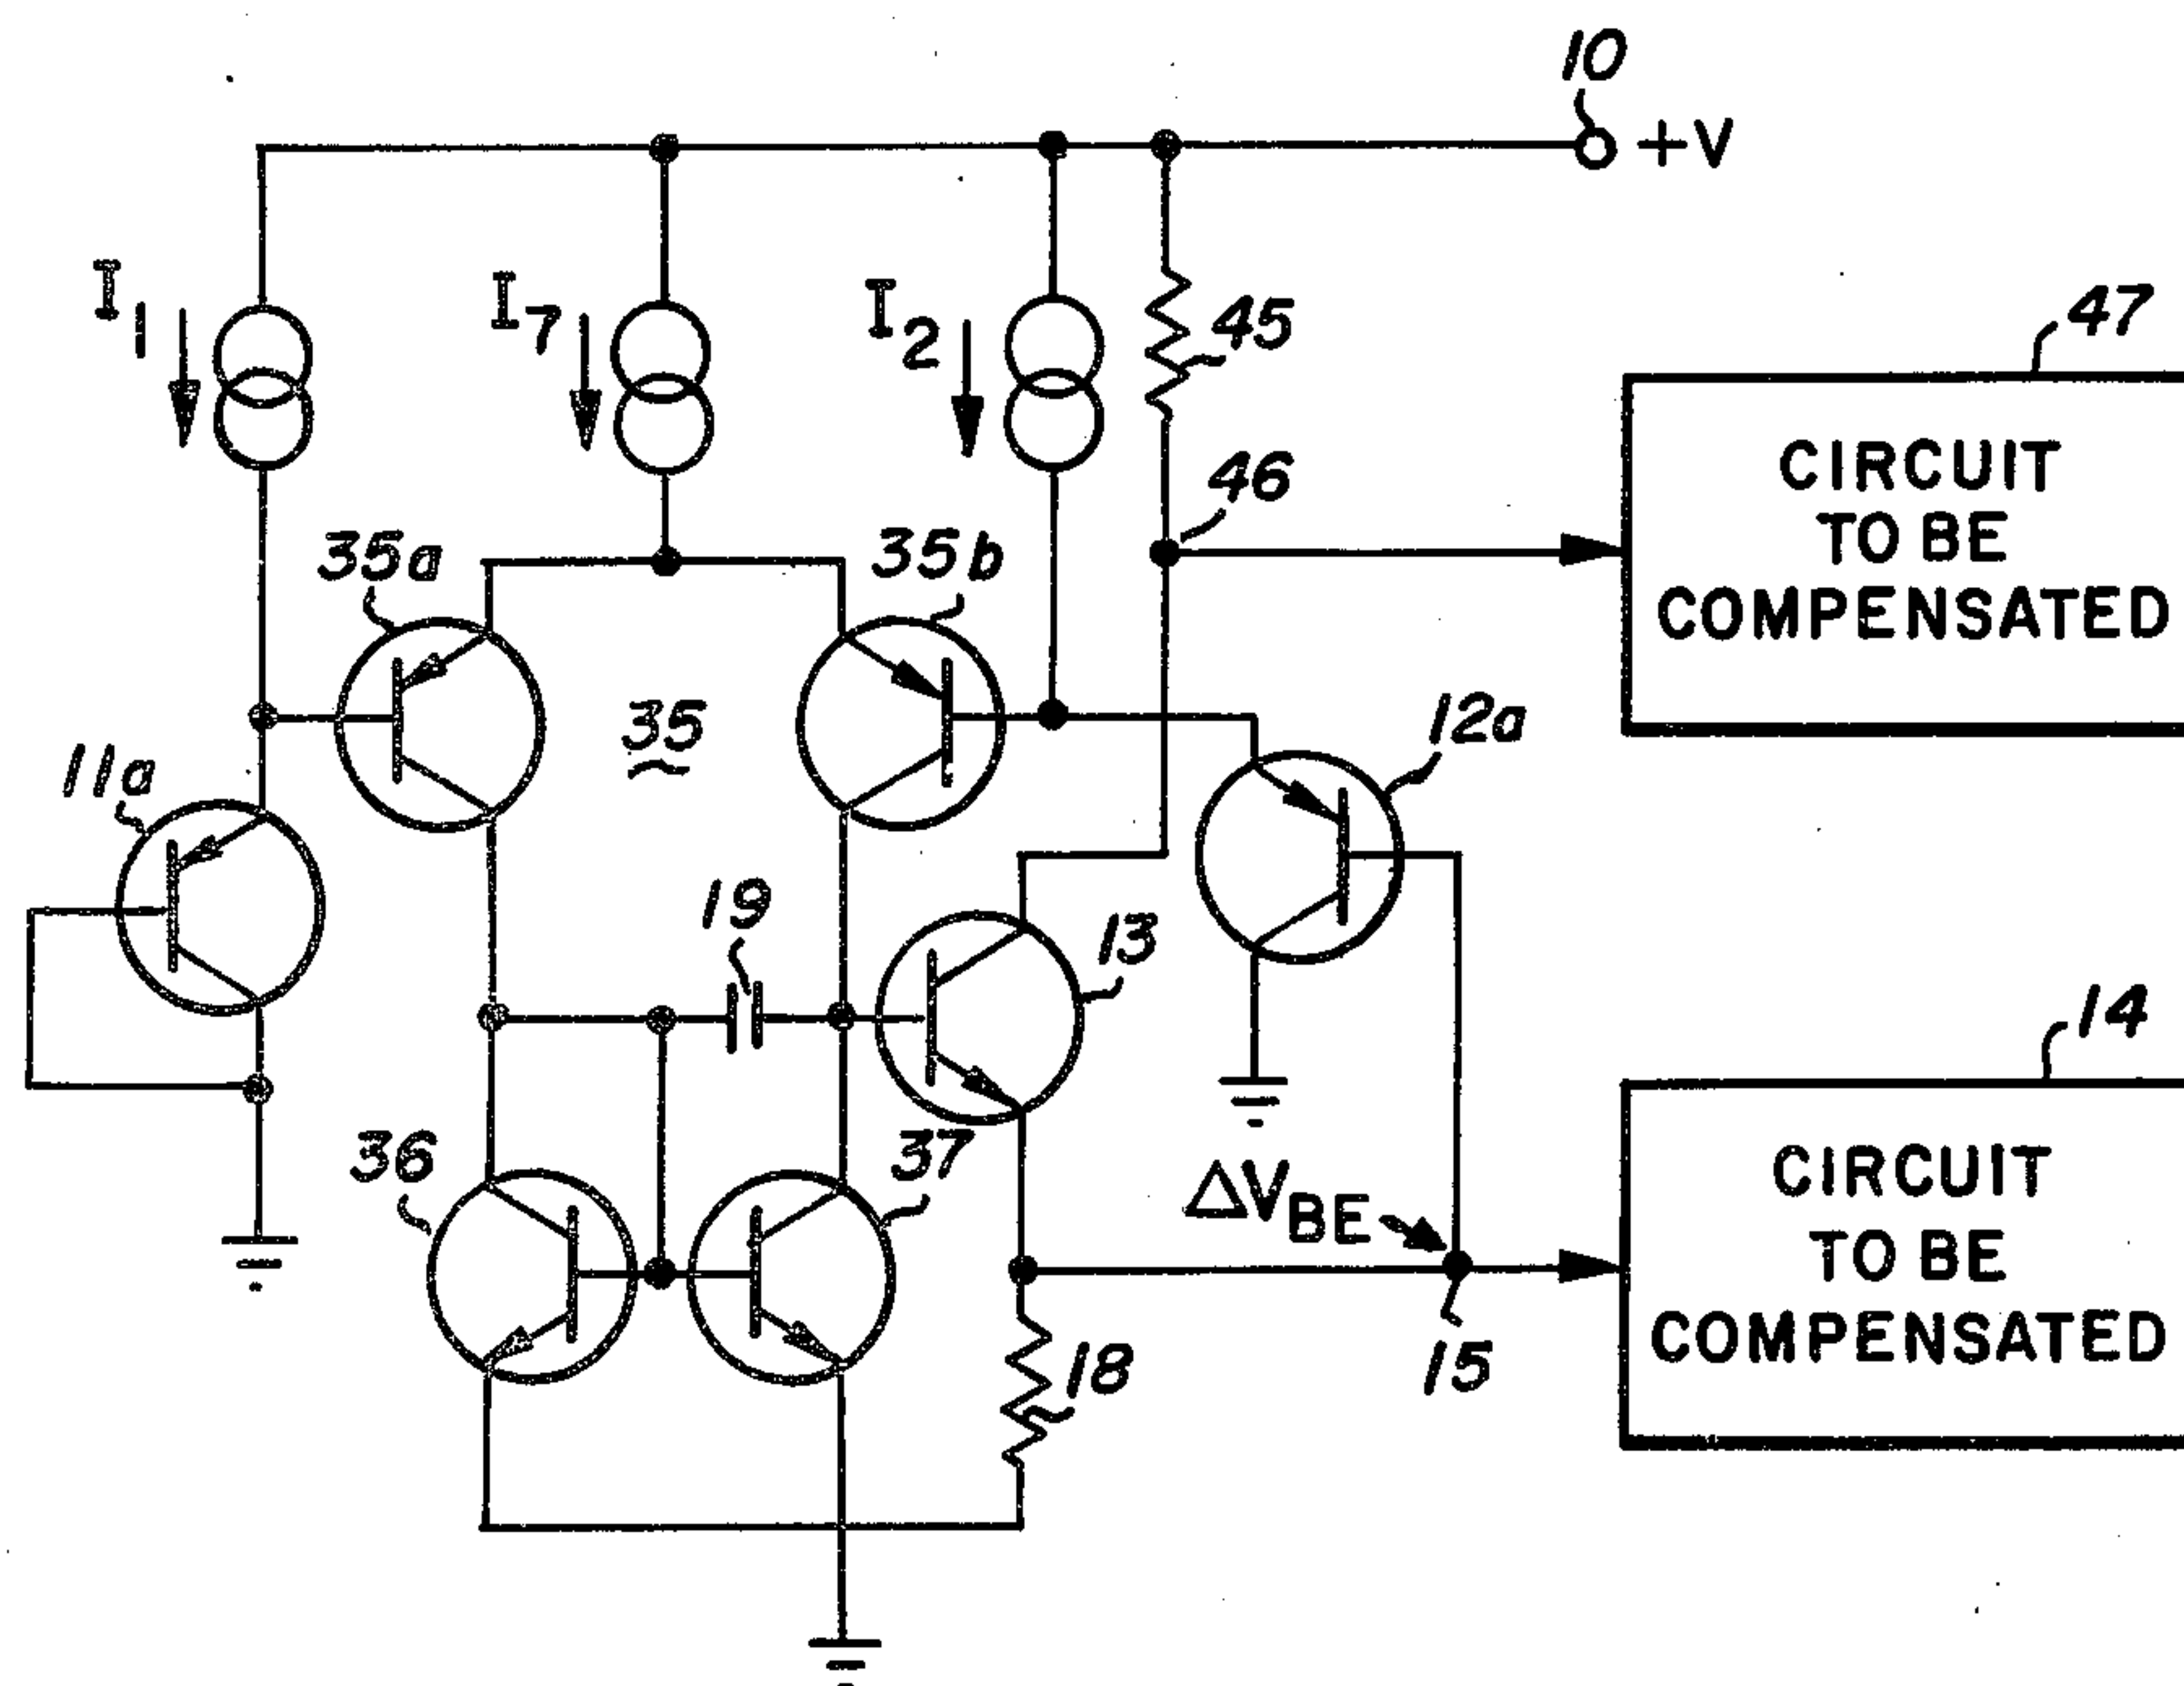 10
+V
I1
I7
I2
45
47
CIRCUIT
TO BE
COMPENSATED
46
35a
35b
35
12a
11a
19
13
14
36
37
ΔVBE
CIRCUIT
TO BE
COMPENSATED
18
15